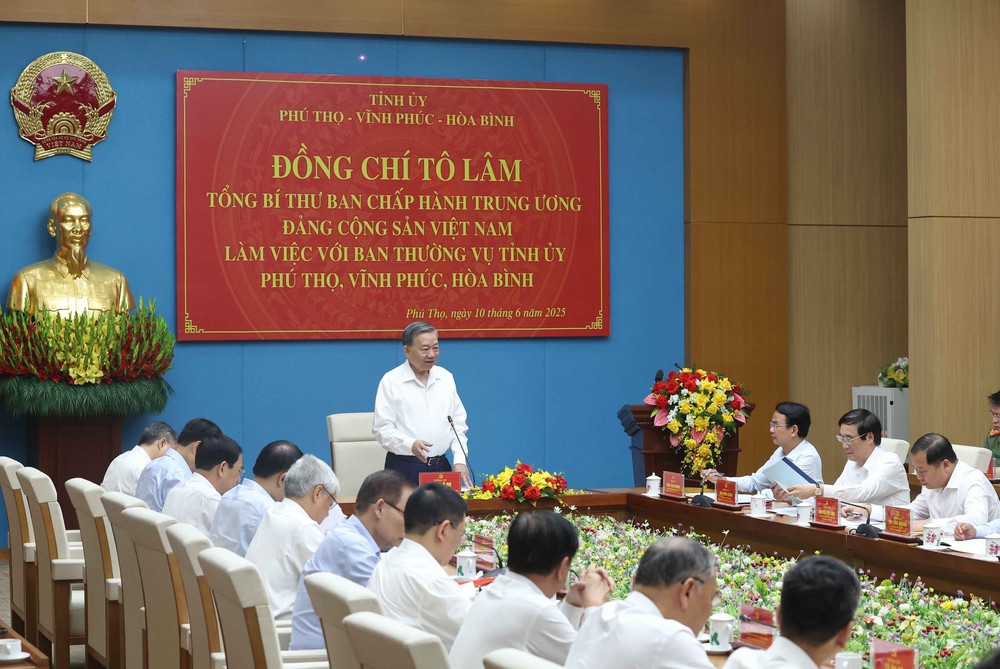 VIỆT NAM
TỈNH ỦY
PHÚ THỌ - VĨNH PHÚC - HÒA BÌNH
ĐỒNG CHÍ TÔ LÂM
TỔNG BÍ THƯ BAN CHẤP HÀNH TRUNG ƯƠNG
ĐẢNG CỘNG SẢN VIỆT NAM
LÀM VIỆC VỚI BAN THƯỜNG VỤ TỈNH ỦY
PHÚ THỌ, VĨNH PHÚC, HÒA BÌNH
Phú Thọ, ngày 10 tháng 6 năm 2025